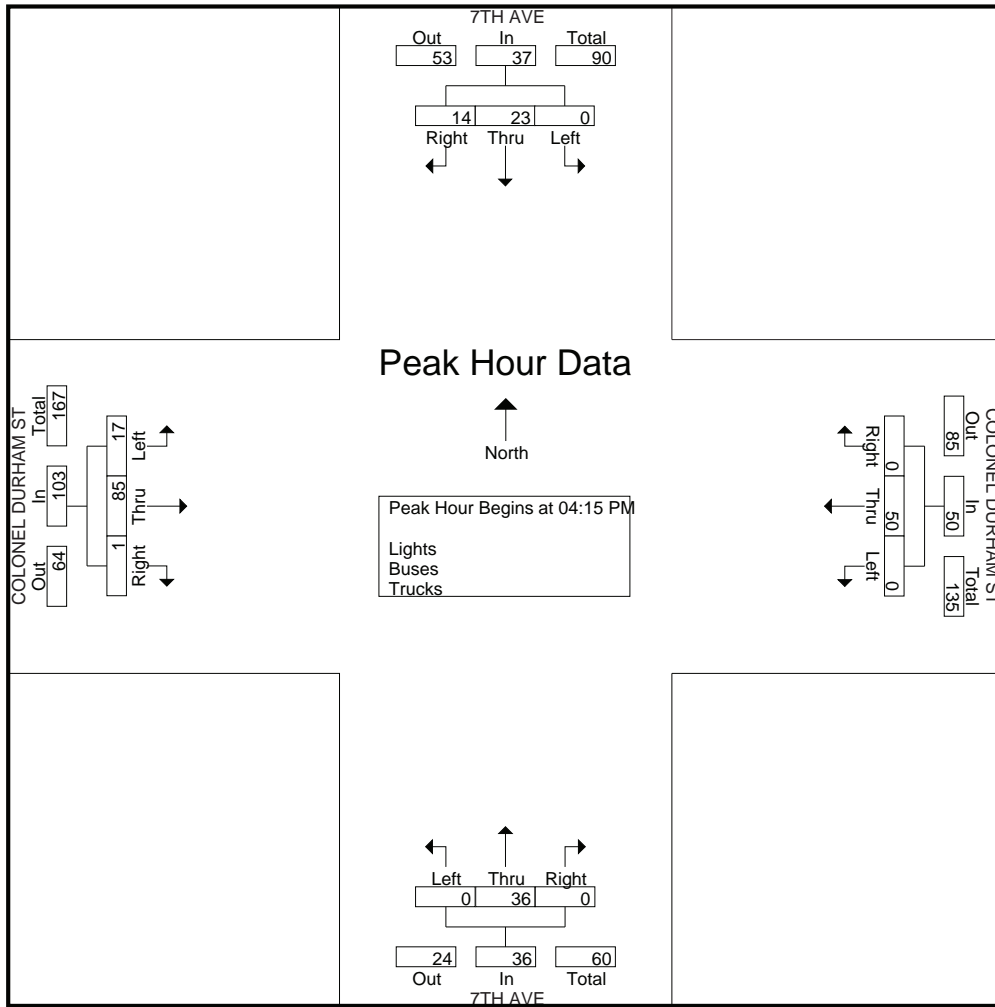 7TH AVE
Out In Total
53 37 90
14 23 0
Right Thru Left
Peak Hour Data
North
Peak Hour Begins at 04:15 PM
Lights
Buses
Trucks
COLONEL DURHAM ST
Total In Out
167 103 64
17 85 1
Left Thru Right
Right Thru Left
0 50 0
85 50 135
Out In Total
COLONEL DURHAM ST
Left Thru Right
0 36 0
24 36 60
Out In Total
7TH AVE